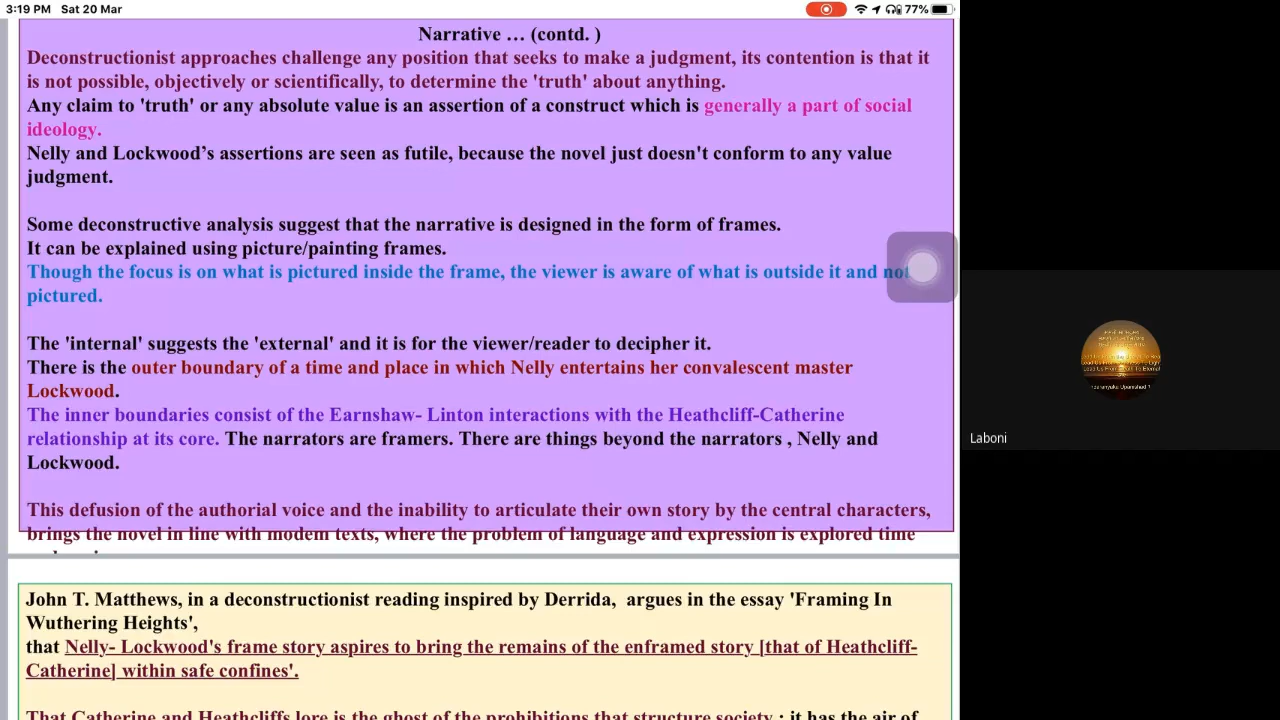 3:19 PM Sat 20 Mar
77%
Narrative … (contd. )
Deconstructionist approaches challenge any position that seeks to make a judgment, its contention is that it
is not possible, objectively or scientifically, to determine the 'truth' about anything.
Any claim to 'truth' or any absolute value is an assertion of a construct which is generally a part of social
ideology.
Nelly and Lockwood’s assertions are seen as futile, because the novel just doesn't conform to any value
judgment.
Some deconstructive analysis suggest that the narrative is designed in the form of frames.
It can be explained using picture/painting frames.
Though the focus is on what is pictured inside the frame, the viewer is aware of what is outside it and not
pictured.
The 'internal' suggests the 'external' and it is for the viewer/reader to decipher it.
There is the outer boundary of a time and place in which Nelly entertains her convalescent master
Lockwood.
The inner boundaries consist of the Earnshaw- Linton interactions with the Heathcliff-Catherine
relationship at its core. The narrators are framers. There are things beyond the narrators , Nelly and
Lockwood.
This defusion of the authorial voice and the inability to articulate their own story by the central characters,
brings the novel in line with modem texts, where the problem of language and expression is explored time
John T. Matthews, in a deconstructionist reading inspired by Derrida, argues in the essay 'Framing In
Wuthering Heights',
that Nelly- Lockwood's frame story aspires to bring the remains of the enframed story [that of Heathcliff-
Catherine] within safe confines'.
That Catherine and Heathcliffs lore is the ghost of the prohibitions that structure society ; it has the air of
Laboni